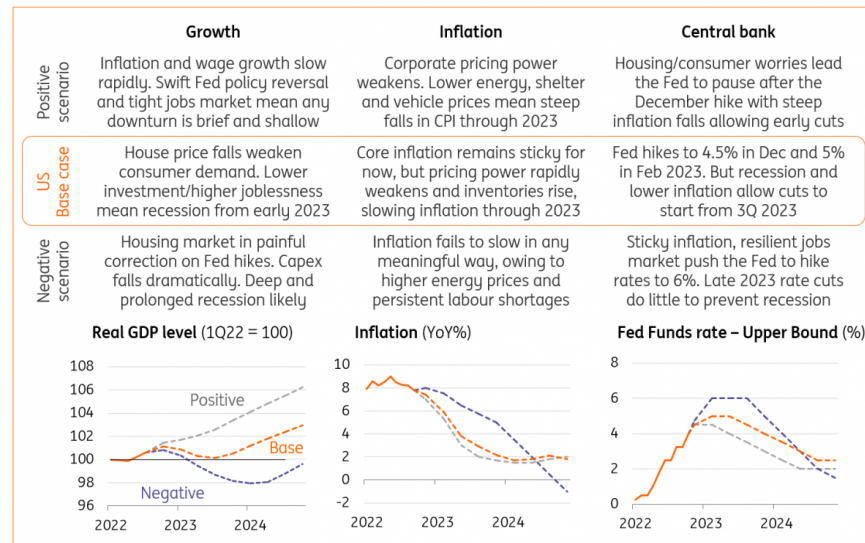 Growth
Inflation
Central bank
Positive
scenario
Inflation and wage growth slow
rapidly. Swift Fed policy reversal
and tight jobs market mean any
downturn is brief and shallow
Corporate pricing power
weakens. Lower energy, shelter
and vehicle prices mean steep
falls in CPI through 2023
Housing/consumer worries lead
the Fed to pause after the
December hike with steep
inflation falls allowing early cuts
US
Base case
House price falls weaken
consumer demand. Lower
investment/higher joblessness
mean recession from early 2023
Core inflation remains sticky for
now, but pricing power rapidly
weakens and inventories rise,
slowing inflation through 2023
Fed hikes to 4.5% in Dec and 5%
in Feb 2023. But recession and
lower inflation allow cuts to
start from 3Q 2023
Negative
scenario
Housing market in painful
correction on Fed hikes. Capex
falls dramatically. Deep and
prolonged recession likely
Inflation fails to slow in any
meaningful way, owing to
higher energy prices and
persistent labour shortages
Sticky inflation, resilient jobs
market push the Fed to hike
rates to 6%. Late 2023 rate cuts
do little to prevent recession
Real GDP level (1Q22 = 100)
108
106
104
102
100
98
96
Positive
Base
Negative
2022 2023 2024
Inflation (YoY%)
10
8
6
4
2
0
-2
2022 2023 2024
Fed Funds rate – Upper Bound (%)
8
6
4
2
0
2022 2023 2024